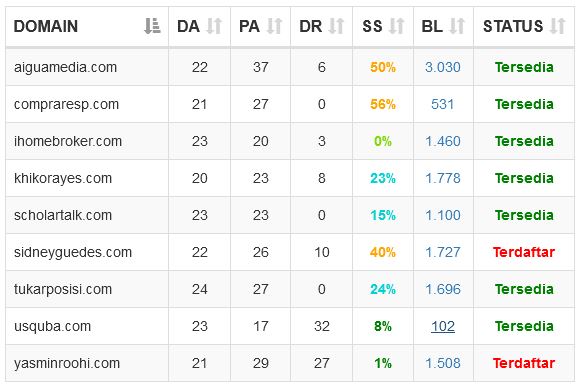 DOMAIN DA PA DR SS BL STATUS
aiguamedia.com 22 37 6 50% 3.030 Tersedia
compraresp.com 21 27 0 56% 531 Tersedia
ihomebroker.com 23 20 3 0% 1.460 Tersedia
khikorayes.com 20 23 8 23% 1.778 Tersedia
scholartalk.com 23 23 0 15% 1.100 Tersedia
sidneyguedes.com 22 26 10 40% 1.727 Terdaftar
tukarposisi.com 24 27 0 24% 1.696 Tersedia
usquba.com 23 17 32 8% 102 Tersedia
yasminroohi.com 21 29 27 1% 1.508 Terdaftar